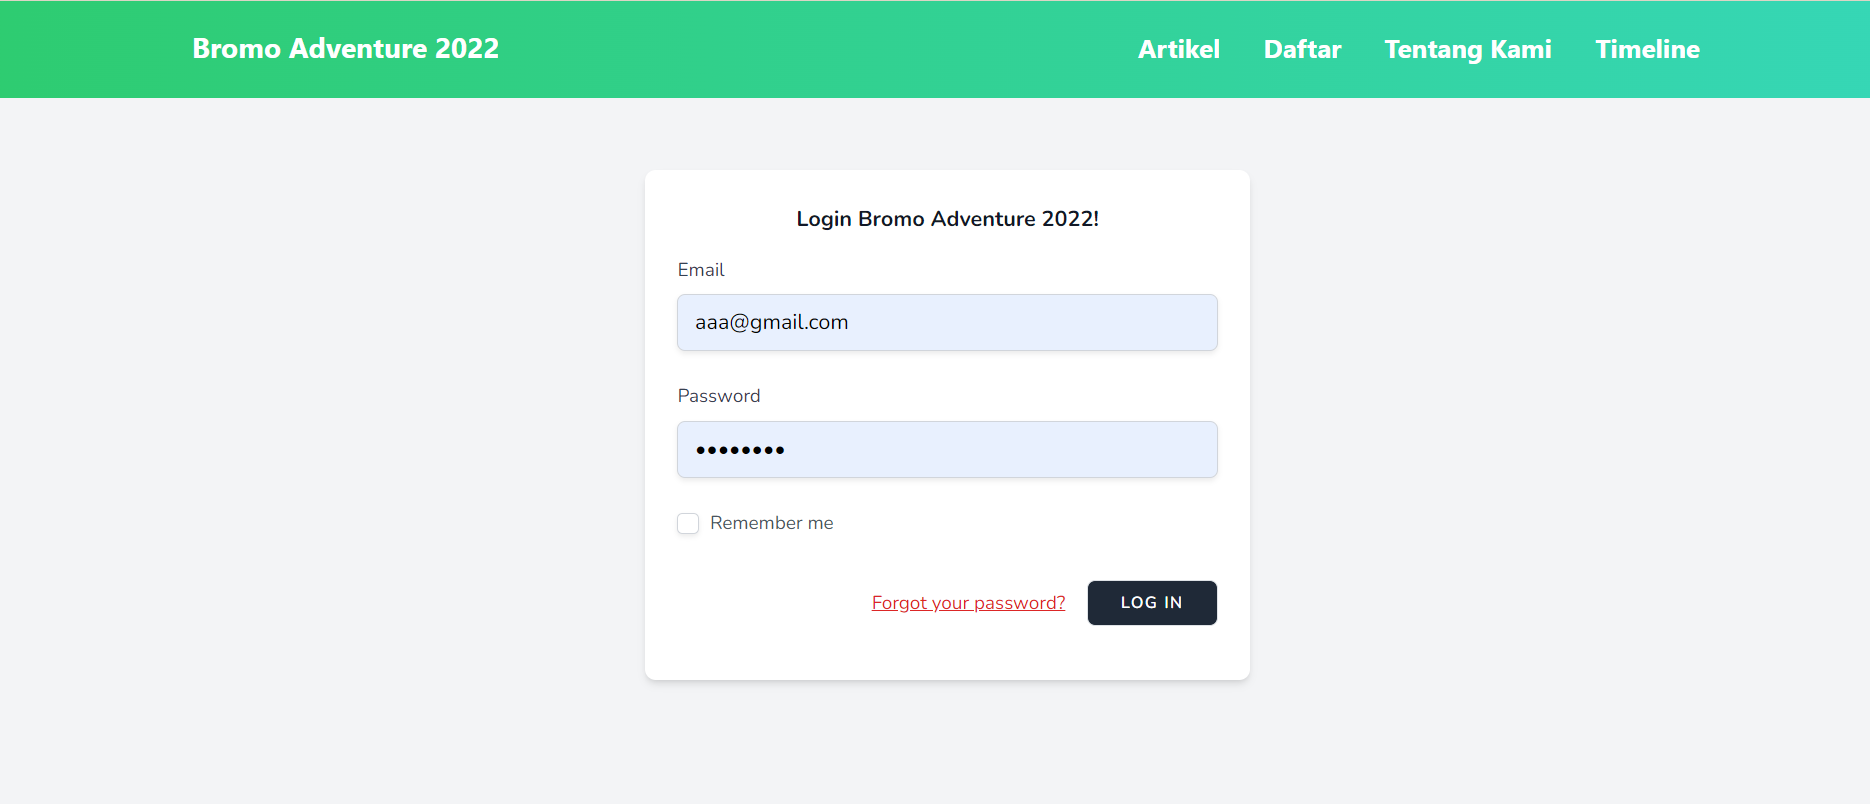 Bromo Adventure 2022 Artikel Daftar Tentang Kami Timeline
Login Bromo Adventure 2022!
Email
aaa@gmail.com
Password
••••••••
Remember me
Forgot your password? LOG IN